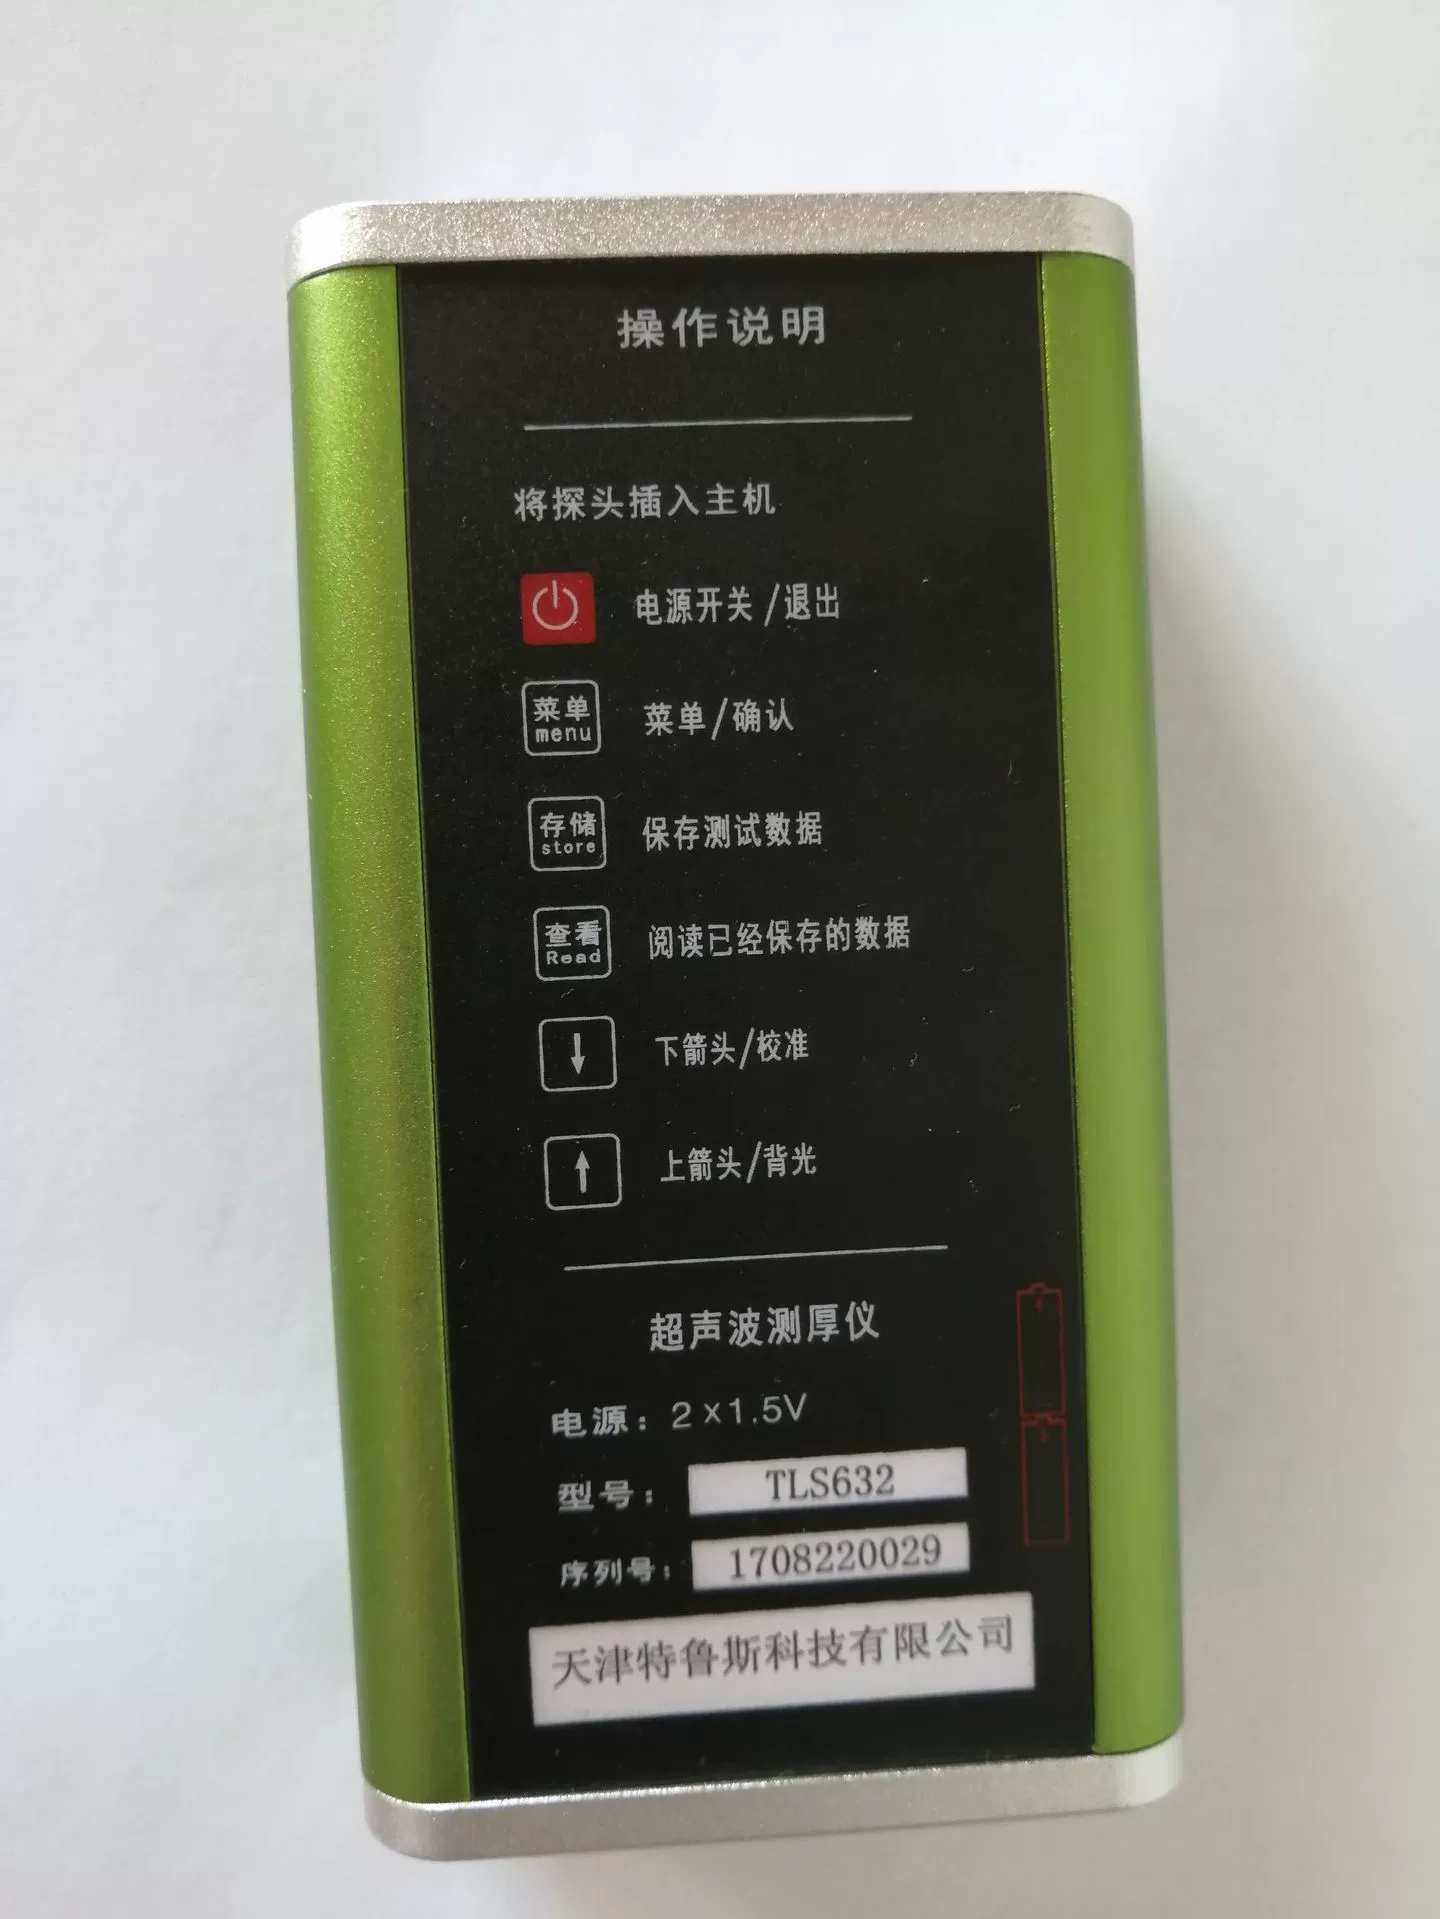 操作说明
将探头插入主机
电源开关/退出
菜单
menu
菜单/确认
存储
store
保存测试数据
查看
Read
阅读已经保存的数据
↓ 下箭头/校准
↑ 上箭头/背光
超声波测厚仪
电源：2×1.5V
型号：TLS632
序列号：1708220029
天津特鲁斯科技有限公司